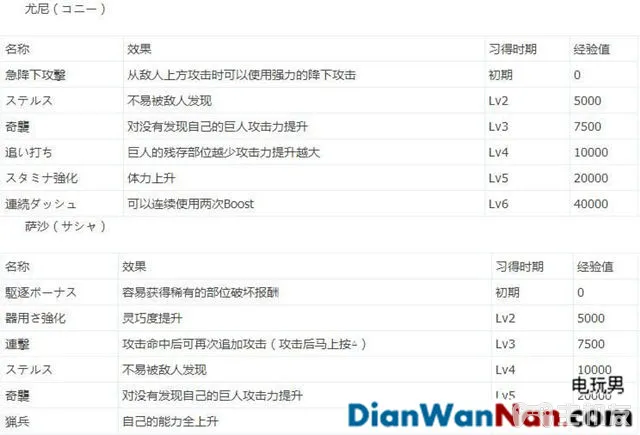 尤尼（コニー）
名称 效果 习得时期 经验值
急降下攻撃 从敌人上方攻击时可以使用强力的降下攻击 初期 0
ステルス 不易被敌人发现 Lv2 5000
奇襲 对没有发现自己的巨人攻击力提升 Lv3 7500
追い打ち 巨人的残存部位越少攻击力提升越大 Lv4 10000
スタミナ強化 体力上升 Lv5 20000
連続ダッシュ 可以连续使用两次Boost Lv6 40000
萨沙（サシャ）
名称 效果 习得时期 经验值
駆逐ボーナス 容易获得稀有的部位破坏报酬 初期 0
器用さ強化 灵巧度提升 Lv2 5000
連撃 攻击命中后可再次追加攻击（攻击后马上按 ） Lv3 7500
ステルス 不易被敌人发现 Lv4 10000
奇襲 对没有发现自己的巨人攻击力提升 Lv5 20000
猟兵 自己的能力全上升
电玩男
DianWanNan.com